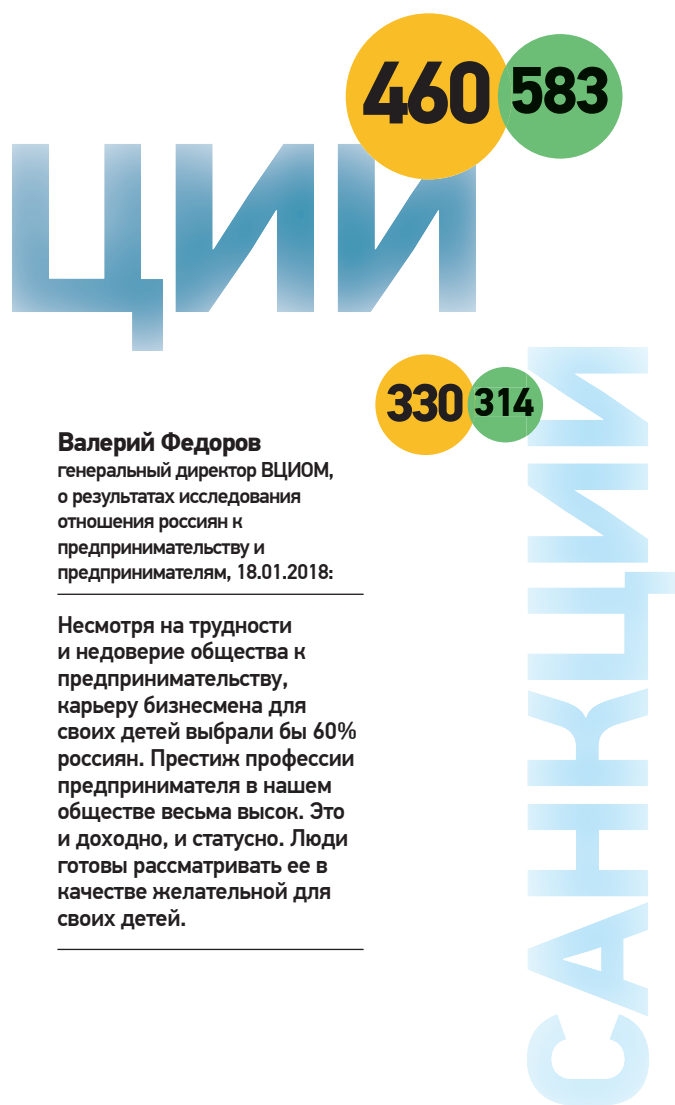 460 583
ЦИИ
330 314
САНКЦИИ
Валерий Федоров
генеральный директор ВЦИОМ,
о результатах исследования
отношения россиян к
предпринимательству и
предпринимателям, 18.01.2018:
Несмотря на трудности
и недоверие общества к
предпринимательству,
карьеру бизнесмена для
своих детей выбрали бы 60%
россиян. Престиж профессии
предпринимателя в нашем
обществе весьма высок. Это
и доходно, и статусно. Люди
готовы рассматривать ее в
качестве желательной для
своих детей.